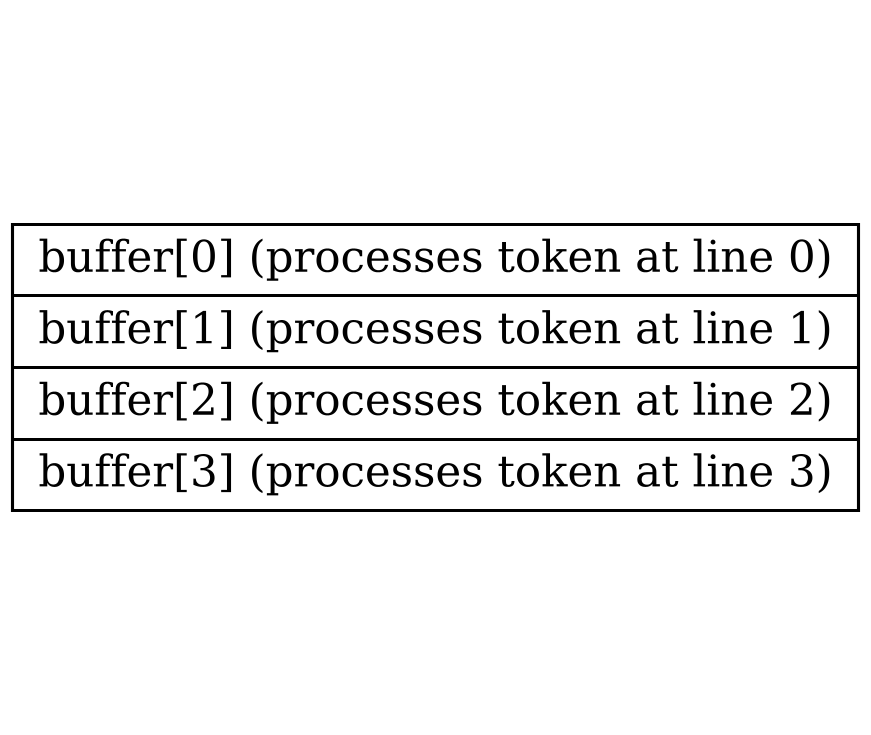 buffer[0] (processes token at line 0)
buffer[1] (processes token at line 1)
buffer[2] (processes token at line 2)
buffer[3] (processes token at line 3)